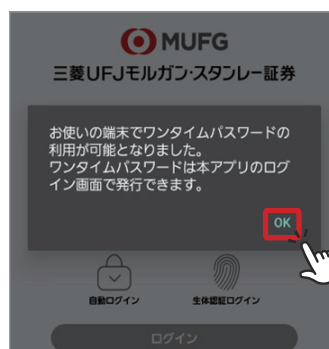 MUFG
三菱UFJモルガン・スタンレー証券
お使いの端末でワンタイムパスワードの
利用が可能となりました。
ワンタイムパスワードは本アプリのログ
イン画面で発行できます。
OK
自動ログイン 生体認証ログイン
ログイン